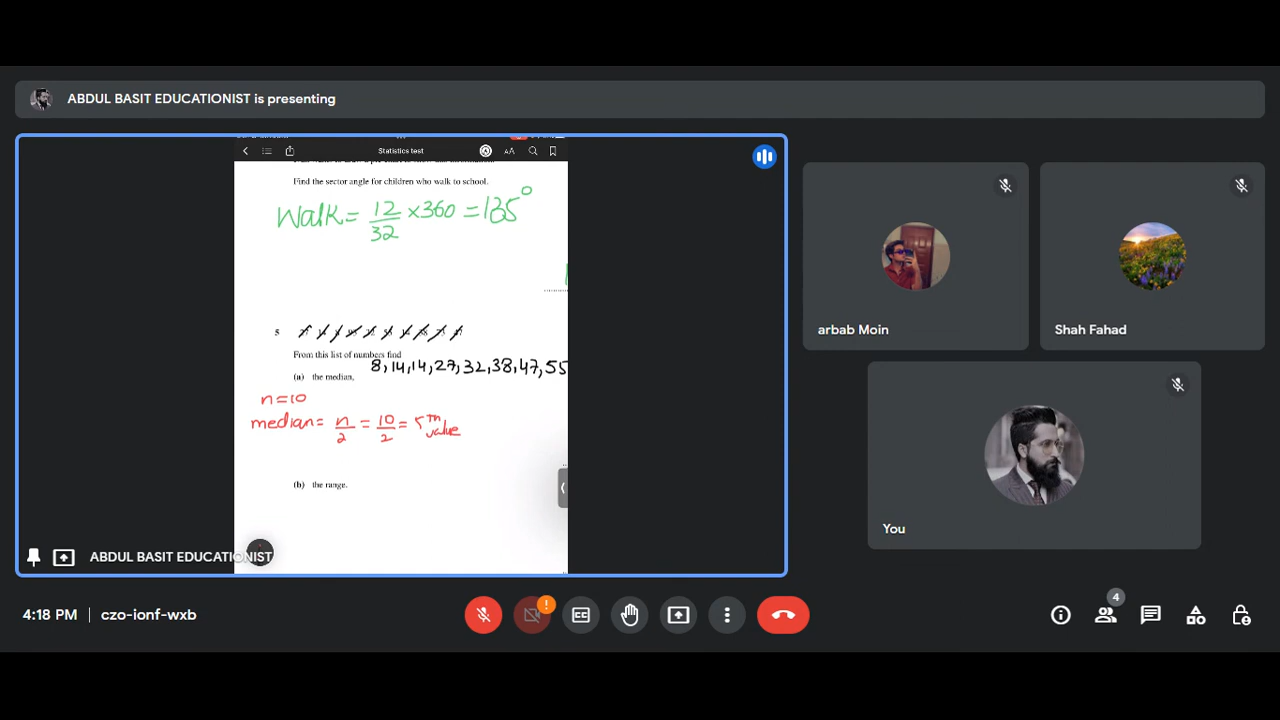 ABDUL BASIT EDUCATIONIST is presenting
Statistics test
AA
Find the sector angle for children who walk to school.
Walk = 12/32 ×360 = 135°
5
From this list of numbers find
8,14,14,27,32,38,47,55
(a) the median,
n=10
median= n/2 = 10/2 = 5th value
(b) the range.
ABDUL BASIT EDUCATIONIST
arbab Moin
Shah Fahad
You
4:18 PM | czo-ionf-wxb
4